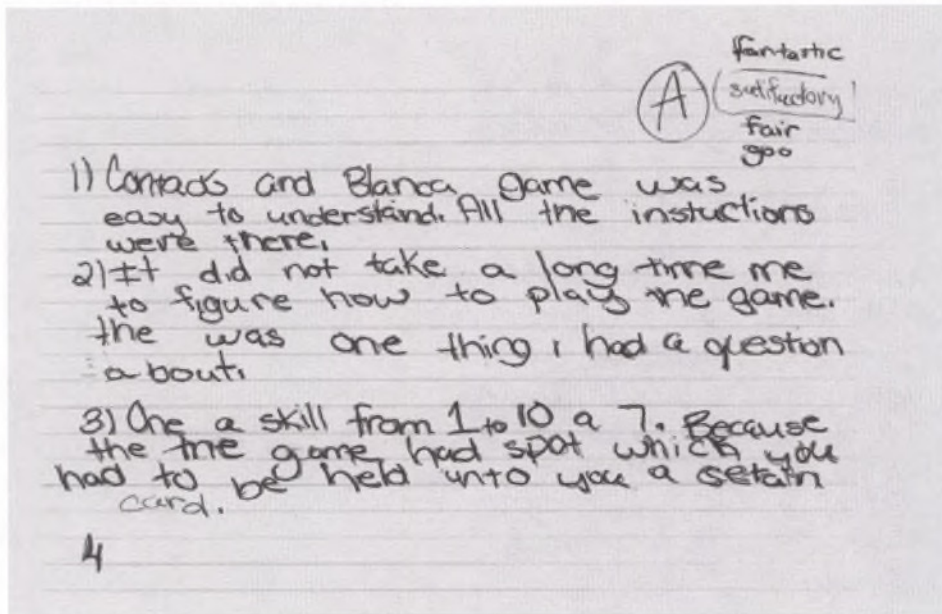 fantastic
A
satifactory
fair
goo
1) Contads and Blanca game was
easy to understand. All the instuctions
were there.
2) It did not take a long time me
to figure how to play the game.
the was one thing i had a question
about.
3) One a skill from 1 to 10 a 7. Because
the the game had spot which you
had to be held unto you a setain
card.
4